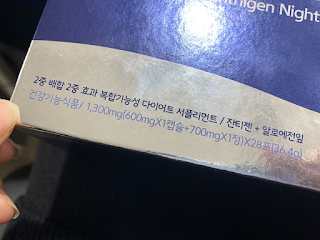 thigen Night
2중 배합 2중 효과 복합기능성 다이어트 서플리먼트 / 잔티젠 + 알로에전잎
건강기능식품/ 1,300mg(600mgX1캡슐+700mgX1정)X28포(36.4g)